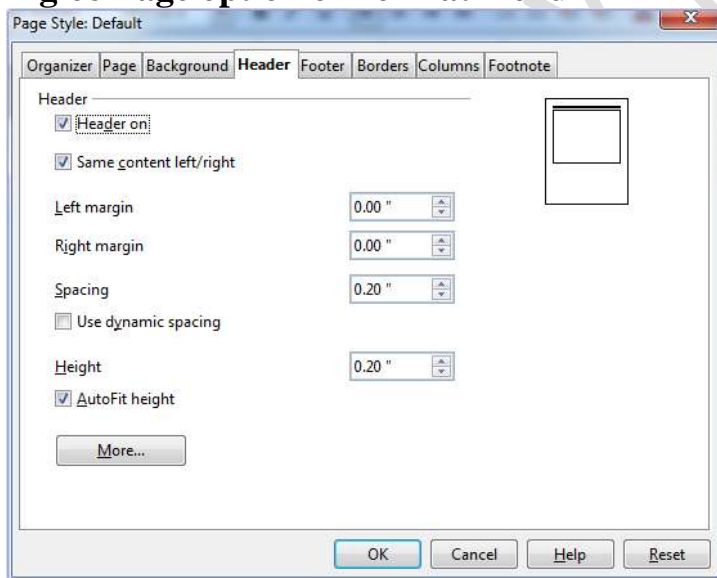 Page Style: Default
Organizer Page Background Header Footer Borders Columns Footnote
Header
Header on
Same content left/right
Left margin 0.00 "
Right margin 0.00 "
Spacing 0.20 "
Use dynamic spacing
Height 0.20 "
AutoFit height
More...
OK Cancel Help Reset